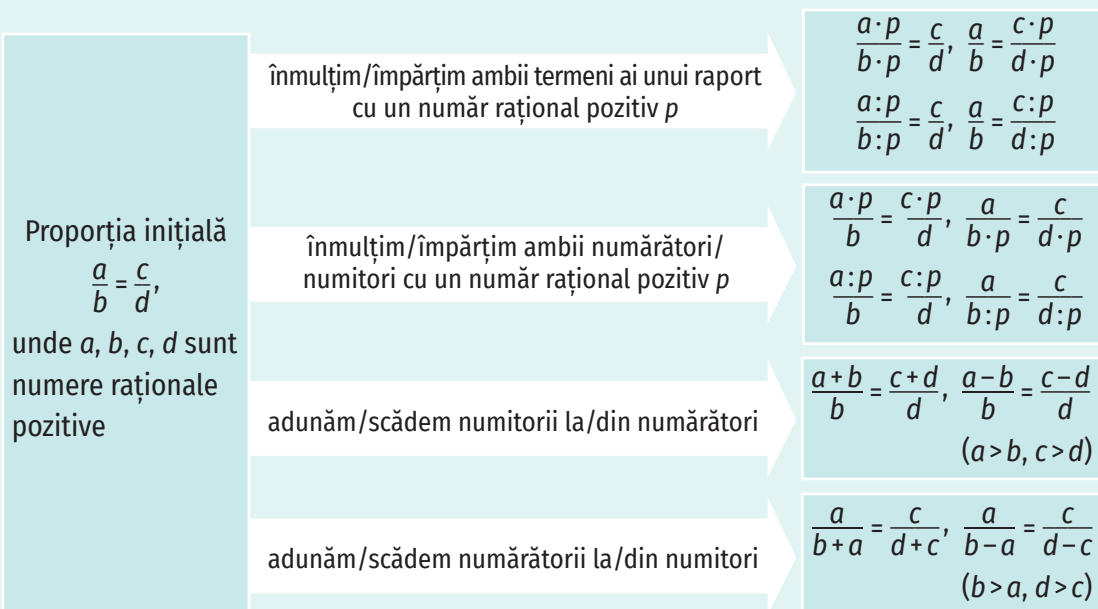 Proporția inițială
a/b = c/d,
unde a, b, c, d sunt
numere raționale
pozitive
înmulțim/împărțim ambii termeni ai unui raport
cu un număr rațional pozitiv p
a·p/b·p = c/d, a/b = c·p/d·p
a:p/b:p = c/d, a/b = c:p/d:p
înmulțim/împărțim ambii numărători/
numitori cu un număr rațional pozitiv p
a·p/b = c·p/d, a/b·p = c/d·p
a:p/b = c:p/d, a/b:p = c/d:p
adunăm/scădem numitorii la/din numărători
a+b/b = c+d/d, a−b/b = c−d/d
(a>b, c>d)
adunăm/scădem numărătorii la/din numitori
a/b+a = c/d+c, a/b−a = c/d−c
(b>a, d>c)